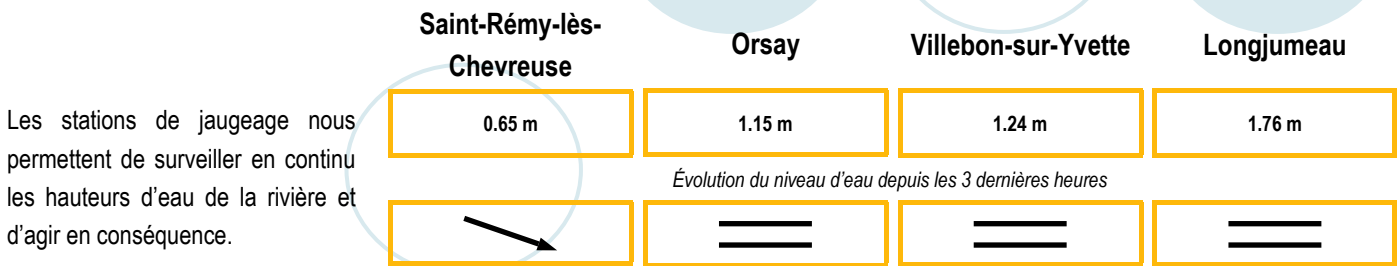 Saint-Rémy-lès-
Chevreuse
Orsay
Villebon-sur-Yvette
Longjumeau
Les stations de jaugeage nous
permettent de surveiller en continu
les hauteurs d'eau de la rivière et
d'agir en conséquence.
0.65 m
1.15 m
1.24 m
1.76 m
Évolution du niveau d'eau depuis les 3 dernières heures